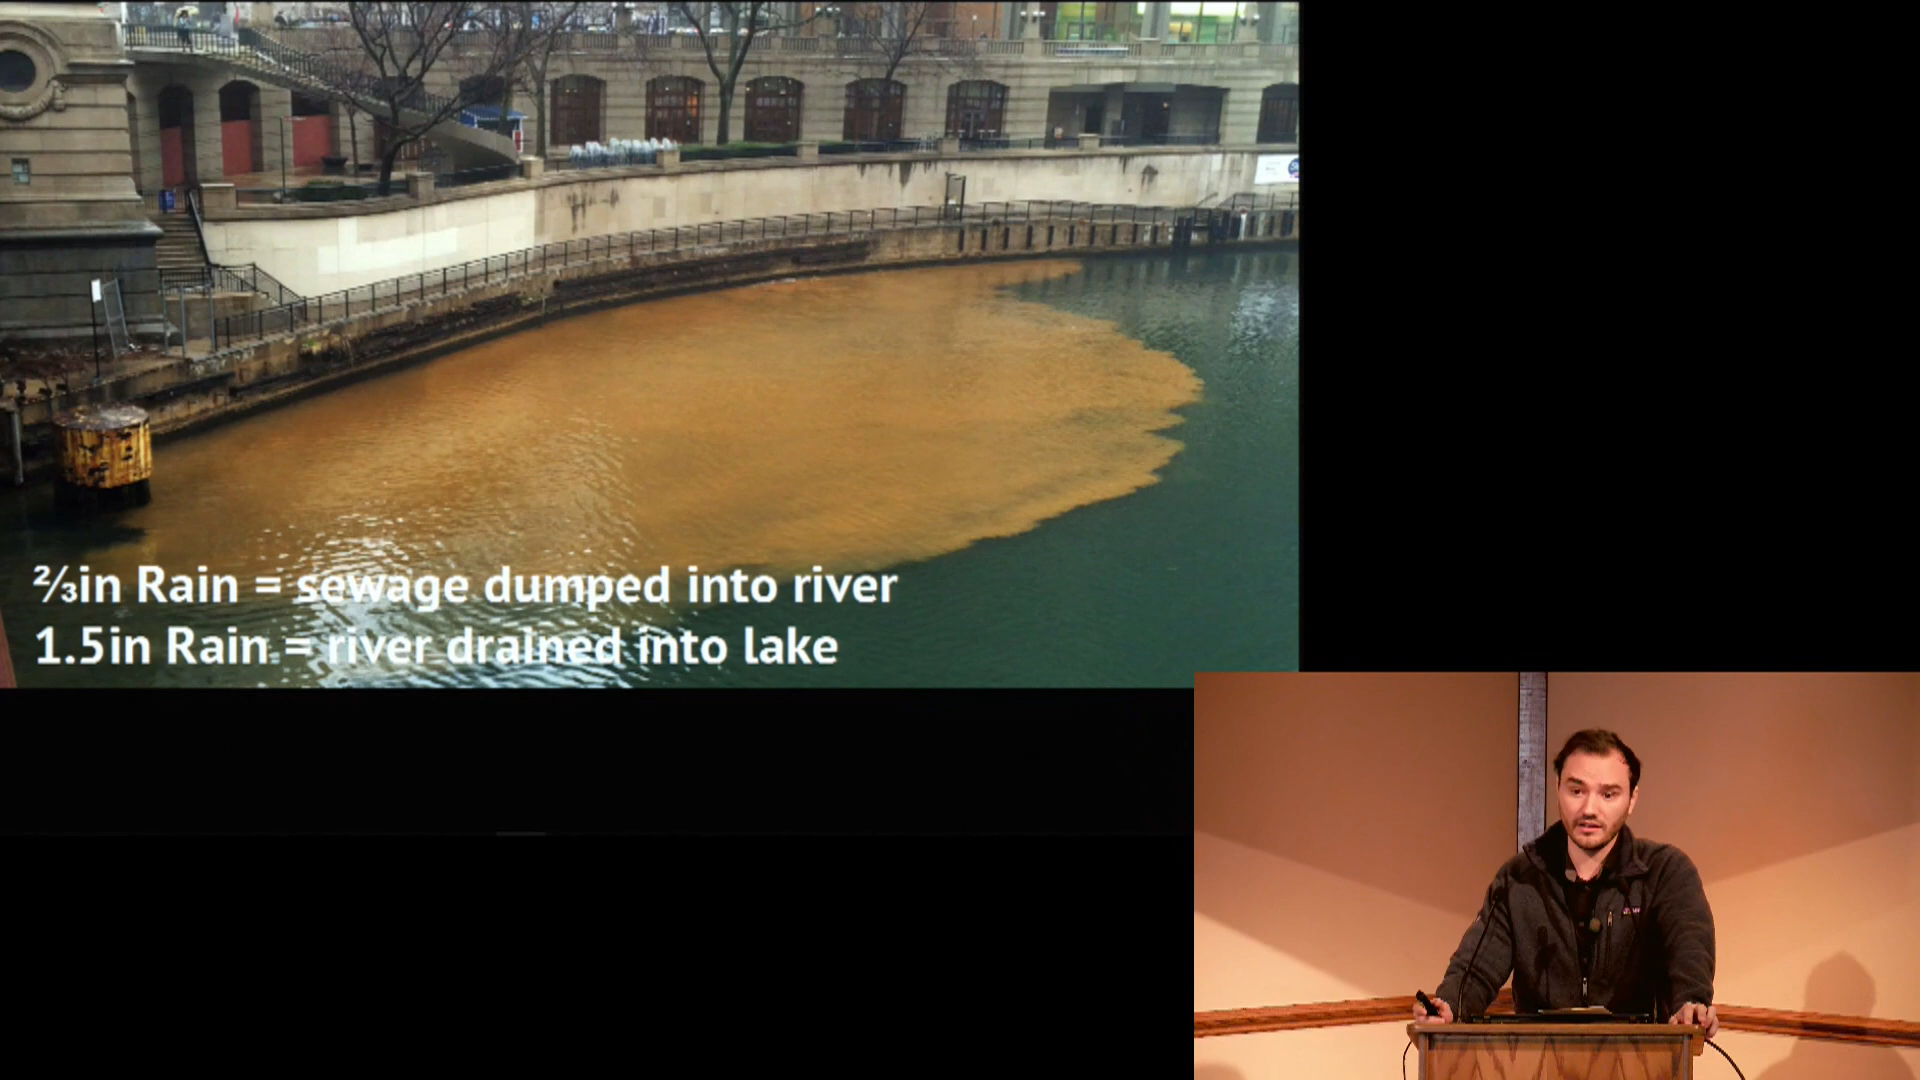 ⅔in Rain = sewage dumped into river
1.5in Rain = river drained into lake